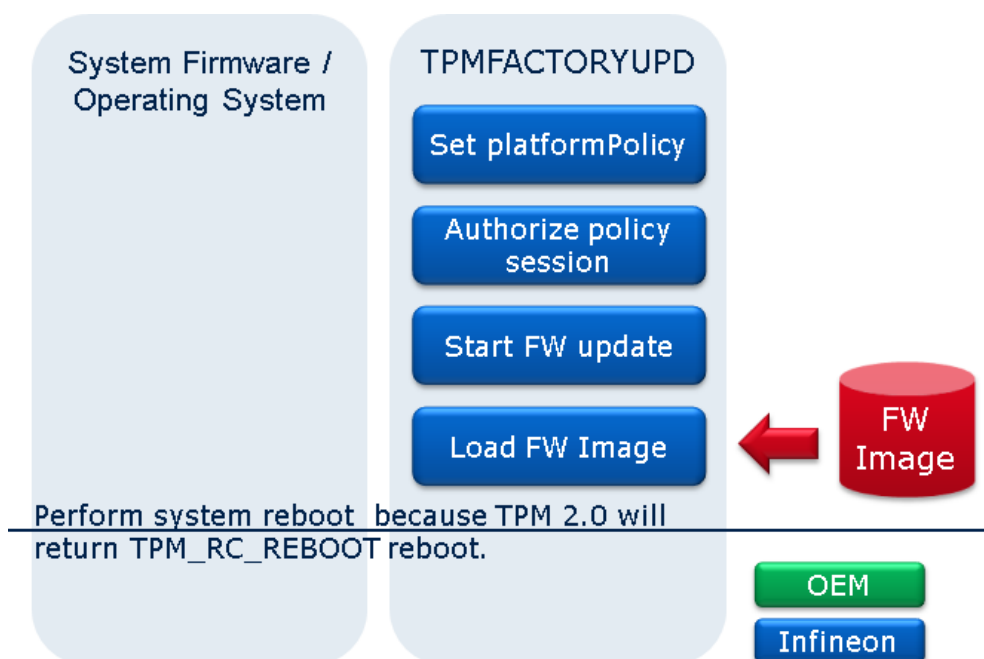 System Firmware /
Operating System
TPMFACTORYUPD
Set platformPolicy
Authorize policy
session
Start FW update
Load FW Image
FW
Image
Perform system reboot because TPM 2.0 will
return TPM_RC_REBOOT reboot.
OEM
Infineon